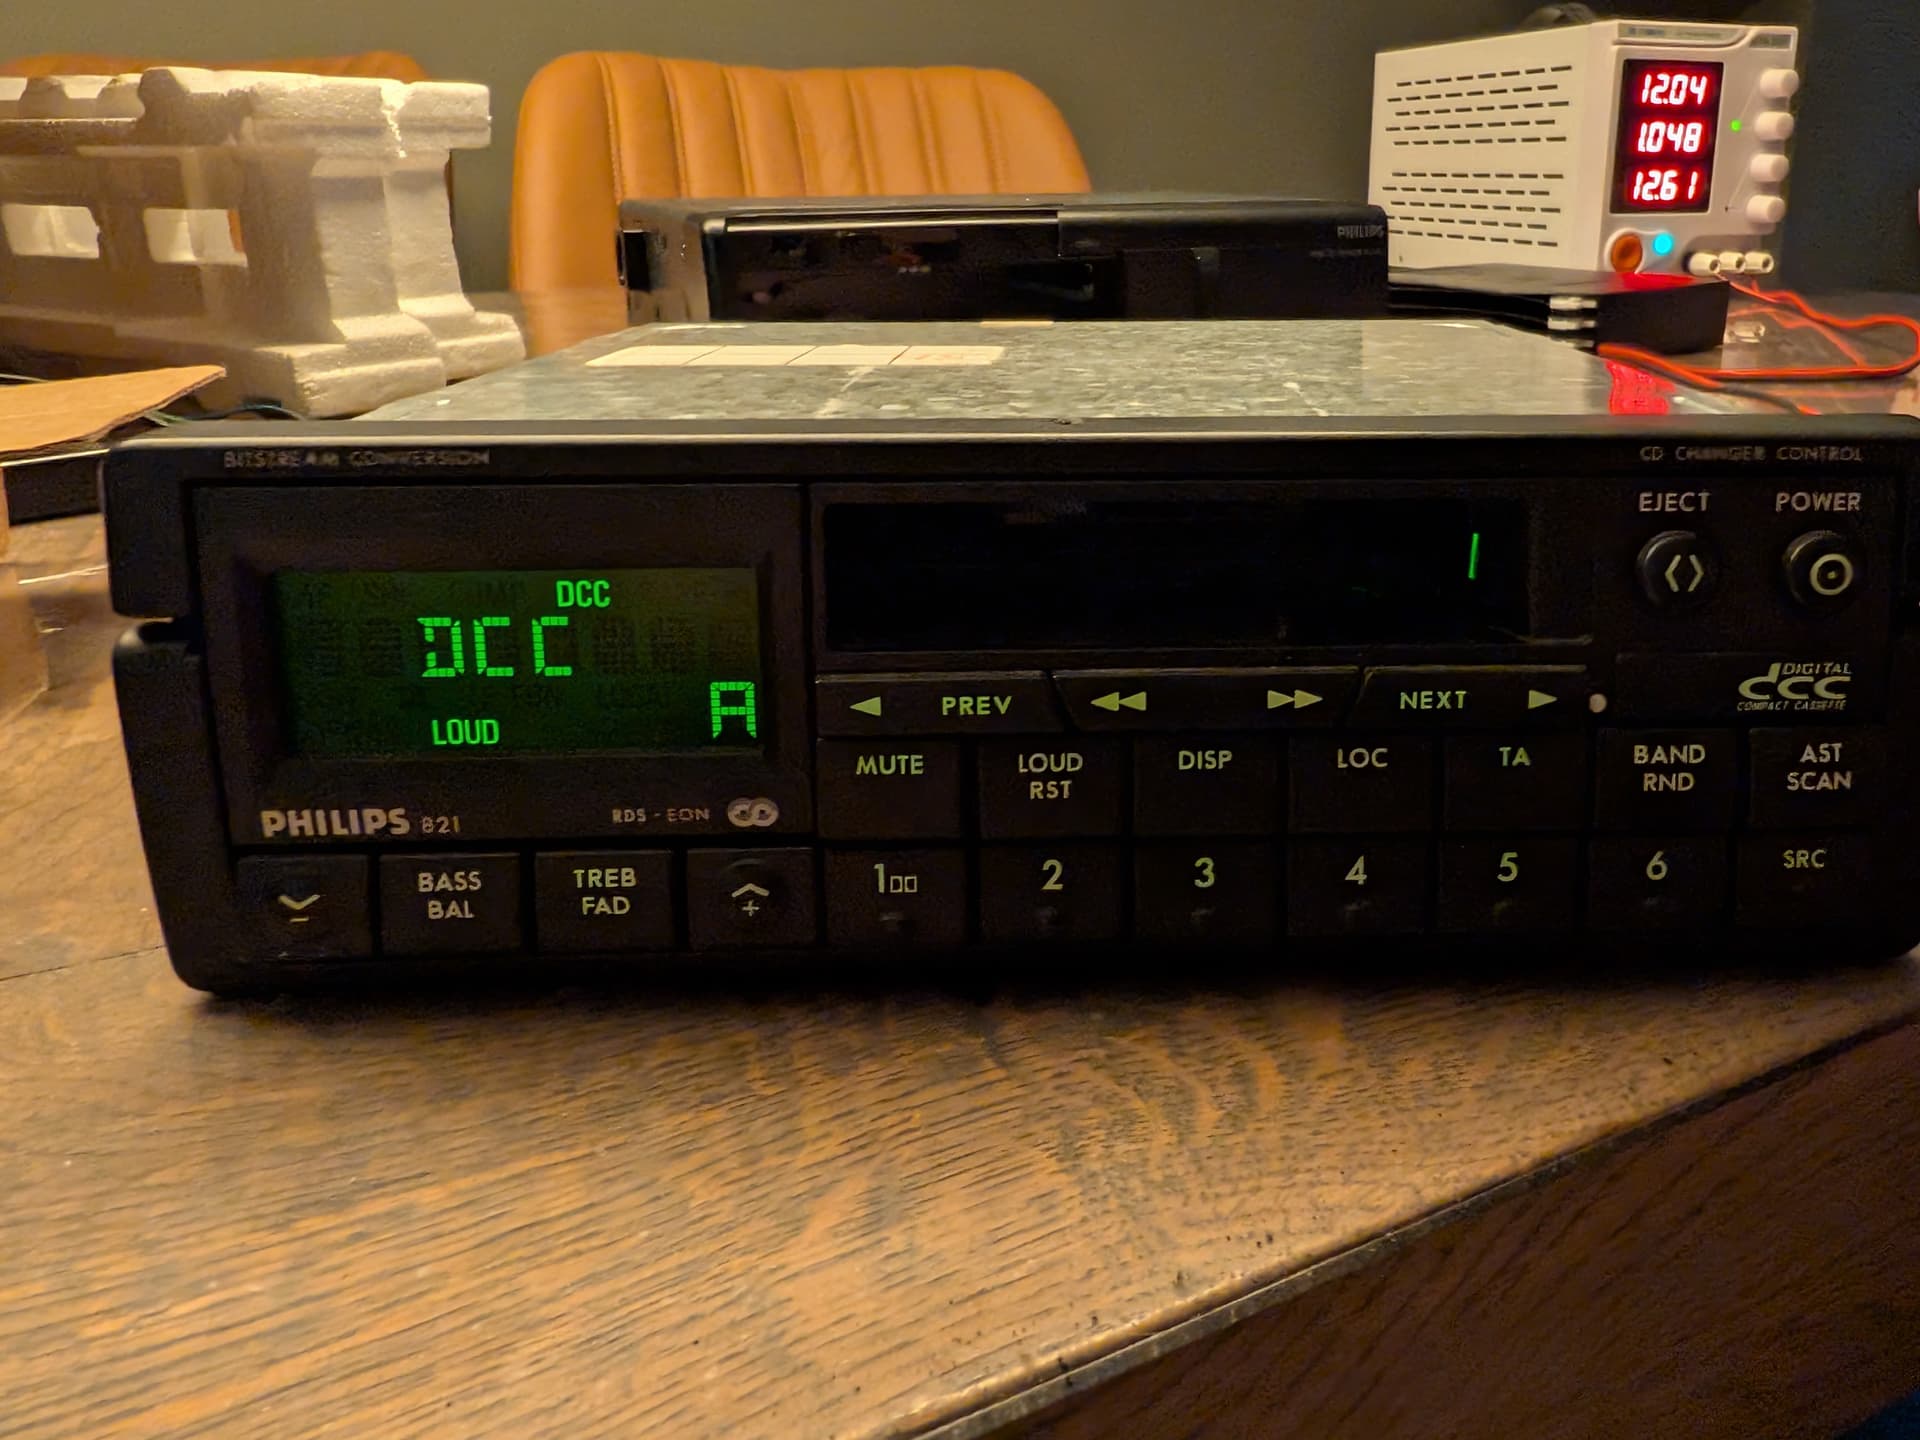 12.04
1.048
12.61
PHILIPS
BITSTREAM CONVERSION
CD CHANGER CONTROL
EJECT
POWER
DCC
DCC
A
LOUD
PREV
NEXT
DIGITAL
dcc
COMPACT CASSETTE
MUTE
LOUD
RST
DISP
LOC
TA
BAND
RND
AST
SCAN
PHILIPS 821
RDS - EON
BASS
BAL
TREB
FAD
1
2
3
4
5
6
SRC